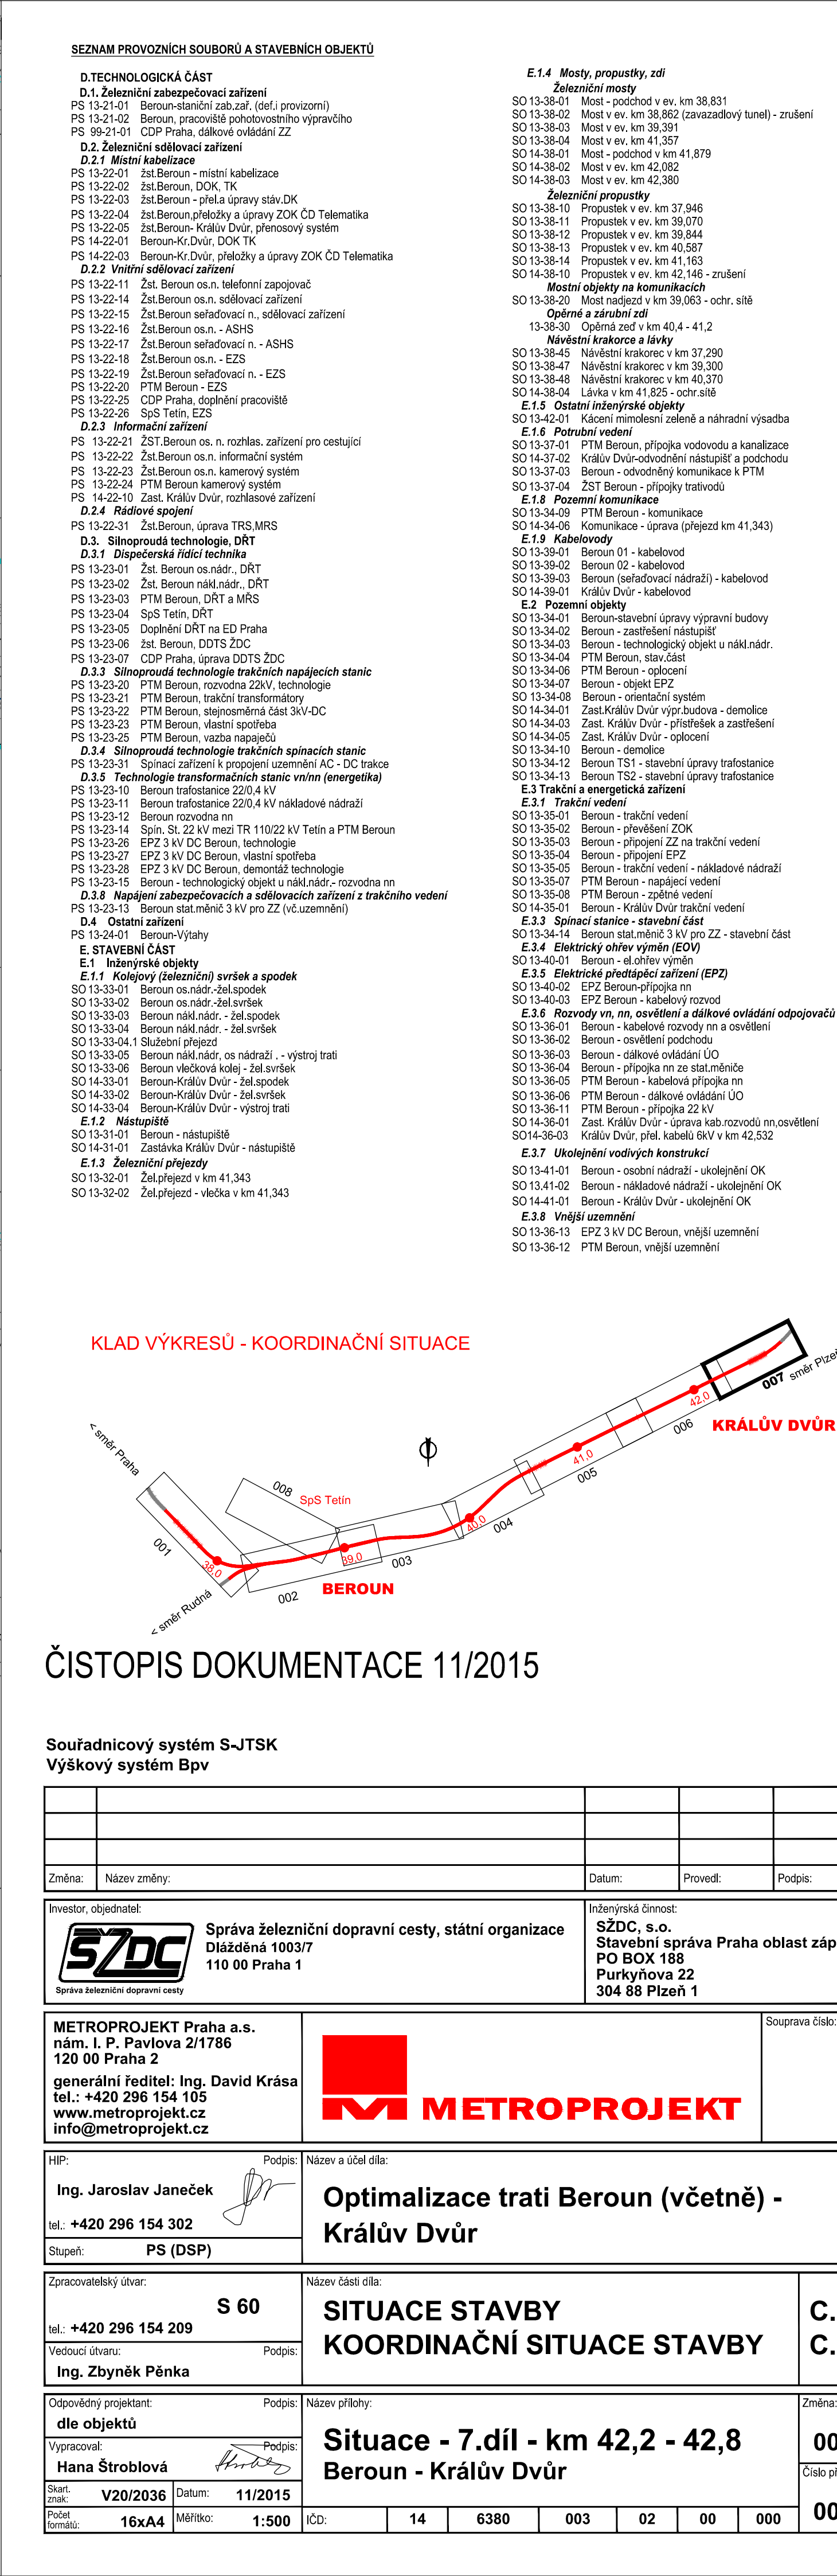 SEZNAM PROVOZNÍCH SOUBORŮ A STAVEBNÍCH OBJEKTŮ
D.TECHNOLOGICKÁ ČÁST
D.1. Železniční zabezpečovací zařízení
PS 13-21-01 Beroun-staniční zab.zař. (def.i provizorní)
PS 13-21-02 Beroun, pracoviště pohotovostního výpravčího
PS 99-21-01 CDP Praha, dálkové ovládání ZZ
D.2. Železniční sdělovací zařízení
D.2.1 Místní kabelizace
PS 13-22-01 žst.Beroun - místní kabelizace
PS 13-22-02 žst.Beroun, DOK, TK
PS 13-22-03 žst.Beroun - přel.a úpravy stáv.DK
PS 13-22-04 žst.Beroun,přeložky a úpravy ZOK ČD Telematika
PS 13-22-05 žst.Beroun- Králův Dvůr, přenosový systém
PS 14-22-01 Beroun-Kr.Dvůr, DOK TK
PS 14-22-03 Beroun-Kr.Dvůr, přeložky a úpravy ZOK ČD Telematika
D.2.2 Vnitřní sdělovací zařízení
PS 13-22-11 Žst. Beroun os.n. telefonní zapojovač
PS 13-22-14 Žst.Beroun os.n. sdělovací zařízení
PS 13-22-15 Žst.Beroun seřaďovací n., sdělovací zařízení
PS 13-22-16 Žst.Beroun os.n. - ASHS
PS 13-22-17 Žst.Beroun seřaďovací n. - ASHS
PS 13-22-18 Žst.Beroun os.n. - EZS
PS 13-22-19 Žst.Beroun seřaďovací n. - EZS
PS 13-22-20 PTM Beroun - EZS
PS 13-22-25 CDP Praha, doplnění pracoviště
PS 13-22-26 SpS Tetín, EZS
D.2.3 Informační zařízení
PS 13-22-21 ŽST.Beroun os. n. rozhlas. zařízení pro cestující
PS 13-22-22 Žst.Beroun os.n. informační systém
PS 13-22-23 Žst.Beroun os.n. kamerový systém
PS 13-22-24 PTM Beroun kamerový systém
PS 14-22-10 Zast. Králův Dvůr, rozhlasové zařízení
D.2.4 Rádiové spojení
PS 13-22-31 Žst.Beroun, úprava TRS,MRS
D.3. Silnoproudá technologie, DŘT
D.3.1 Dispečerská řídící technika
PS 13-23-01 Žst. Beroun os.nádr., DŘT
PS 13-23-02 Žst. Beroun nákl.nádr., DŘT
PS 13-23-03 PTM Beroun, DŘT a MŘS
PS 13-23-04 SpS Tetín, DŘT
PS 13-23-05 Doplnění DŘT na ED Praha
PS 13-23-06 žst. Beroun, DDTS ŽDC
PS 13-23-07 CDP Praha, úprava DDTS ŽDC
D.3.3 Silnoproudá technologie trakčních napájecích stanic
PS 13-23-20 PTM Beroun, rozvodna 22kV, technologie
PS 13-23-21 PTM Beroun, trakční transformátory
PS 13-23-22 PTM Beroun, stejnosměrná část 3kV-DC
PS 13-23-23 PTM Beroun, vlastní spotřeba
PS 13-23-25 PTM Beroun, vazba napaječů
D.3.4 Silnoproudá technologie trakčních spínacích stanic
PS 13-23-31 Spínací zařízení k propojení uzemnění AC - DC trakce
D.3.5 Technologie transformačních stanic vn/nn (energetika)
PS 13-23-10 Beroun trafostanice 22/0,4 kV
PS 13-23-11 Beroun trafostanice 22/0,4 nákladové nádraží
PS 13-23-12 Beroun rozvodna nn
PS 13-23-14 Spín. St. 22 kV mezi TR 110/22 kV Tetín a PTM Beroun
PS 13-23-26 EPZ 3 kV DC Beroun, technologie
PS 13-23-27 EPZ 3 kV DC Beroun, vlastní spotřeba
PS 13-23-28 EPZ 3 kV DC Beroun, demontáž technologie
PS 13-23-15 Beroun - technologický objekt u nákl.nádr.- rozvodna nn
D.3.8 Napájení zabezpečovacích a sdělovacích zařízení z trakčního vedení
PS 13-23-13 Beroun stat.měnič 3 kV pro ZZ (vč.uzemnění)
D.4 Ostatní zařízení
PS 13-24-01 Beroun-Výtahy
E. STAVEBNÍ ČÁST
E.1 Inženýrské objekty
E.1.1 Kolejový (železniční) svršek a spodek
SO 13-33-01 Beroun os.nádr.-žel.spodek
SO 13-33-02 Beroun os.nádr.-žel.svršek
SO 13-33-03 Beroun nákl.nádr. - žel.spodek
SO 13-33-04 Beroun nákl.nádr. - žel.svršek
SO 13-33-04.1 Služební přejezd
SO 13-33-05 Beroun nákl.nádr, os nádraží . - výstroj trati
SO 13-33-06 Beroun vlečková kolej - žel.svršek
SO 14-33-01 Beroun-Králův Dvůr - žel.spodek
SO 14-33-02 Beroun-Králův Dvůr - žel.svršek
SO 14-33-04 Beroun-Králův Dvůr - výstroj trati
E.1.2 Nástupiště
SO 13-31-01 Beroun - nástupiště
SO 14-31-01 Zastávka Králův Dvůr - nástupiště
E.1.3 Železniční přejezdy
SO 13-32-01 Žel.přejezd v km 41,343
SO 13-32-02 Žel.přejezd - vlečka v km 41,343
E.1.4 Mosty, propustky, zdi
Železniční mosty
SO 13-38-01 Most - podchod v ev. km 38,831
SO 13-38-02 Most v ev. km 38,862 (zavazadlový tunel) - zrušení
SO 13-38-03 Most v ev. km 39,391
SO 13-38-04 Most v ev. km 41,357
SO 14-38-01 Most - podchod v km 41,879
SO 14-38-02 Most v ev. km 42,082
SO 14-38-03 Most v ev. km 42,380
Železniční propustky
SO 13-38-10 Propustek v ev. km 37,946
SO 13-38-11 Propustek v ev. km 39,070
SO 13-38-12 Propustek v ev. km 39,844
SO 13-38-13 Propustek v ev. km 40,587
SO 13-38-14 Propustek v ev. km 41,163
SO 14-38-10 Propustek v ev. km 42,146 - zrušení
Mostní objekty na komunikacích
SO 13-38-20 Most nadjezd v km 39,063 - ochr. sítě
Opěrné a zárubní zdi
13-38-30 Opěrná zeď v km 40,4 - 41,2
Návěstní krakorce a lávky
SO 13-38-45 Návěstní krakorec v km 37,290
SO 13-38-47 Návěstní krakorec v km 39,300
SO 13-38-48 Návěstní krakorec v km 40,370
SO 14-38-04 Lávka v km 41,825 - ochr.sítě
E.1.5 Ostatní inženýrské objekty
SO 13-42-01 Kácení mimolesní zeleně a náhradní výsadba
E.1.6 Potrubní vedení
SO 13-37-01 PTM Beroun, přípojka vodovodu a kanalizace
SO 14-37-02 Králův Dvůr-odvodnění nástupišť a podchodu
SO 13-37-03 Beroun - odvodněný komunikace k PTM
SO 13-37-04 ŽST Beroun - přípojky trativodů
E.1.8 Pozemní komunikace
SO 13-34-09 PTM Beroun - komunikace
SO 14-34-06 Komunikace - úprava (přejezd km 41,343)
E.1.9 Kabelovody
SO 13-39-01 Beroun 01 - kabelovod
SO 13-39-02 Beroun 02 - kabelovod
SO 13-39-03 Beroun (seřaďovací nádraží) - kabelovod
SO 14-39-01 Králův Dvůr - kabelovod
E.2 Pozemní objekty
SO 13-34-01 Beroun-stavební úpravy výpravní budovy
SO 13-34-02 Beroun - zastřešení nástupišť
SO 13-34-03 Beroun - technologický objekt u nákl.nádr.
SO 13-34-04 PTM Beroun, stav.část
SO 13-34-06 PTM Beroun - oplocení
SO 13-34-07 Beroun - objekt EPZ
SO 13-34-08 Beroun - orientační systém
SO 14-34-01 Zast.Králův Dvůr výpr.budova - demolice
SO 14-34-03 Zast. Králův Dvůr - přístřešek a zastřešení
SO 14-34-05 Zast. Králův Dvůr - oplocení
SO 13-34-10 Beroun - demolice
SO 13-34-12 Beroun TS1 - stavební úpravy trafostanice
SO 13-34-13 Beroun TS2 - stavební úpravy trafostanice
E.3 Trakční a energetická zařízení
E.3.1 Trakční vedení
SO 13-35-01 Beroun - trakční vedení
SO 13-35-02 Beroun - převěšení ZOK
SO 13-35-03 Beroun - připojení ZZ na trakční vedení
SO 13-35-04 Beroun - připojení EPZ
SO 13-35-05 Beroun - trakční vedení - nákladové nádraží
SO 13-35-07 PTM Beroun - napájecí vedení
SO 13-35-08 PTM Beroun - zpětné vedení
SO 14-35-01 Beroun - Králův Dvůr trakční vedení
E.3.3 Spínací stanice - stavební část
SO 13-34-14 Beroun stat.měnič 3 kV pro ZZ - stavební část
E.3.4 Elektrický ohřev výměn (EOV)
SO 13-40-01 Beroun - el.ohřev výměn
E.3.5 Elektrické předtápěcí zařízení (EPZ)
SO 13-40-02 EPZ Beroun-přípojka nn
SO 13-40-03 EPZ Beroun - kabelový rozvod
E.3.6 Rozvody vn, nn, osvětlení a dálkové ovládání odpojovačů
SO 13-36-01 Beroun - kabelové rozvody nn a osvětlení
SO 13-36-02 Beroun - osvětlení podchodu
SO 13-36-03 Beroun - dálkové ovládání ÚO
SO 13-36-04 Beroun - přípojka nn ze stat.měniče
SO 13-36-05 PTM Beroun - kabelová přípojka nn
SO 13-36-06 PTM Beroun - dálkové ovládání ÚO
SO 13-36-11 PTM Beroun - přípojka 22 kV
SO 14-36-01 Zast. Králův Dvůr - úprava kab.rozvodů nn,osvětlení
SO14-36-03 Králův Dvůr, přel. kabelů 6kV v km 42,532
E.3.7 Ukolejnění vodivých konstrukcí
SO 13-41-01 Beroun - osobní nádraží - ukolejnění OK
SO 13,41-02 Beroun - nákladové nádraží - ukolejnění OK
SO 14-41-01 Beroun - Králův Dvůr - ukolejnění OK
E.3.8 Vnější uzemnění
SO 13-36-13 EPZ 3 kV DC Beroun, vnější uzemnění
SO 13-36-12 PTM Beroun, vnější uzemnění
KLAD VÝKRESŮ - KOORDINAČNÍ SITUACE
< směr Praha
001
38,0
< směr Rudná
008
SpS Tetín
002
39,0
BEROUN
003
40,0
004
41,0
005
006
42,0
007
směr Plzeň
KRÁLŮV DVŮR
ČISTOPIS DOKUMENTACE 11/2015
Souřadnicový systém S-JTSK
Výškový systém Bpv
Změna: Název změny: Datum: Provedl: Podpis:
Investor, objednatel:
SŽDC
Správa železniční dopravní cesty
Správa železniční dopravní cesty, státní organizace
Dlážděná 1003/7
110 00 Praha 1
Inženýrská činnost:
SŽDC, s.o.
Stavební správa Praha oblast záp
PO BOX 188
Purkyňova 22
304 88 Plzeň 1
METROPROJEKT Praha a.s.
nám. I. P. Pavlova 2/1786
120 00 Praha 2
generální ředitel: Ing. David Krása
tel.: +420 296 154 105
www.metroprojekt.cz
info@metroprojekt.cz
METROPROJEKT
Souprava číslo:
HIP: Podpis:
Ing. Jaroslav Janeček
tel.: +420 296 154 302
Stupeň: PS (DSP)
Název a účel díla:
Optimalizace trati Beroun (včetně) -
Králův Dvůr
Zpracovatelský útvar:
S 60
tel.: +420 296 154 209
Vedoucí útvaru: Podpis:
Ing. Zbyněk Pěnka
Název části díla:
SITUACE STAVBY
KOORDINAČNÍ SITUACE STAVBY
C.
C.
Odpovědný projektant: Podpis:
dle objektů
Vypracoval: Podpis:
Hana Štroblová
Skart. znak: V20/2036 Datum: 11/2015
Počet formátů: 16xA4 Měřítko: 1:500
Název přílohy:
Situace - 7.díl - km 42,2 - 42,8
Beroun - Králův Dvůr
IČD: 14 6380 003 02 00 000
Změna:
00
Číslo př
00